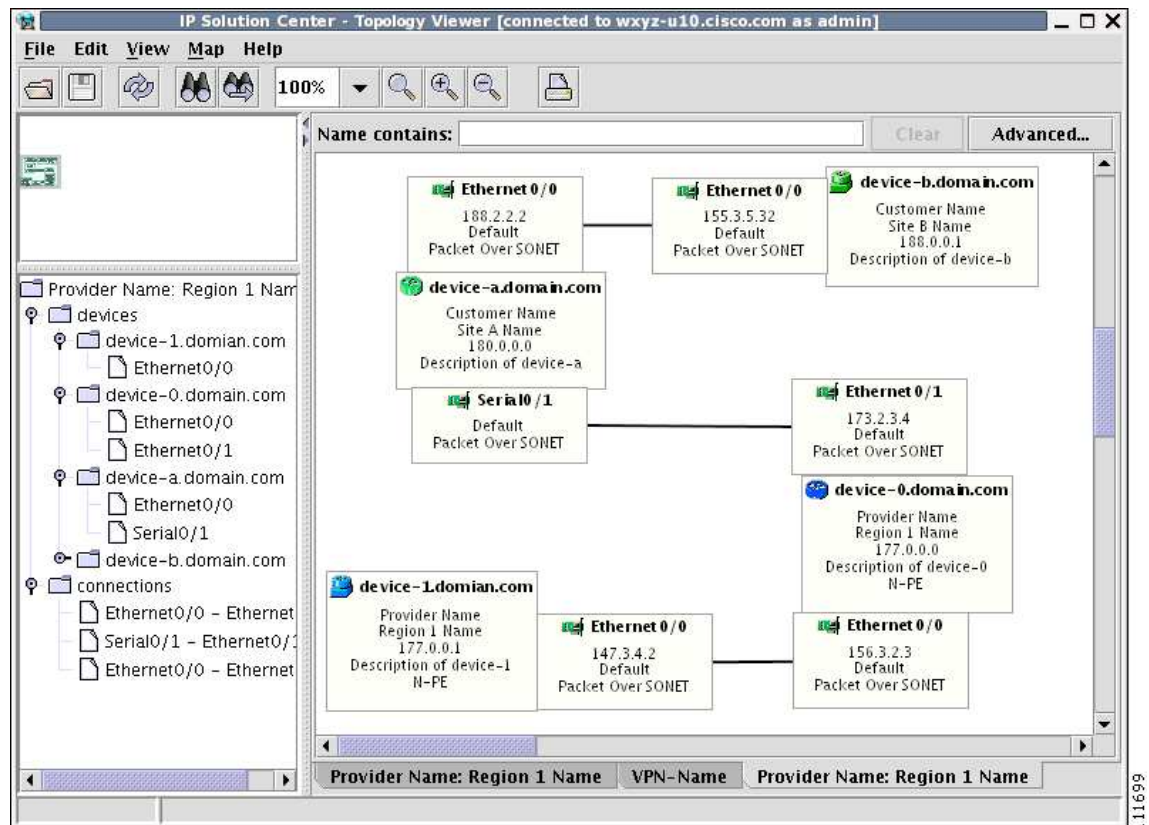 IP Solution Center - Topology Viewer [connected to wxyz-u10.cisco.com as admin]
File Edit View Map Help
100%
Name contains: Clear Advanced...
Provider Name: Region 1 Nam
devices
device-1.domian.com
Ethernet0/0
device-0.domain.com
Ethernet0/0
Ethernet0/1
device-a.domain.com
Ethernet0/0
Serial0/1
device-b.domain.com
connections
Ethernet0/0 - Ethernet
Serial0/1 - Ethernet0/1
Ethernet0/0 - Ethernet
Ethernet 0/0
188.2.2.2
Default
Packet Over SONET
Ethernet 0/0
155.3.5.32
Default
Packet Over SONET
device-b.domain.com
Customer Name
Site B Name
188.0.0.1
Description of device-b
device-a.domain.com
Customer Name
Site A Name
180.0.0.0
Description of device-a
Serial0/1
Default
Packet Over SONET
Ethernet 0/1
173.2.3.4
Default
Packet Over SONET
device-0.domain.com
Provider Name
Region 1 Name
177.0.0.0
Description of device-0
N-PE
device-1.domian.com
Provider Name
Region 1 Name
177.0.0.1
Description of device-1
N-PE
Ethernet 0/0
147.3.4.2
Default
Packet Over SONET
Ethernet 0/0
156.3.2.3
Default
Packet Over SONET
Provider Name: Region 1 Name VPN-Name Provider Name: Region 1 Name